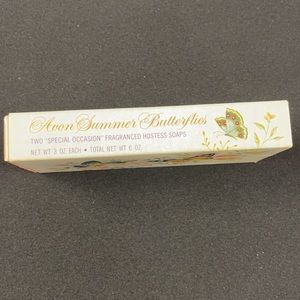 Avon Summer Butterflies
TWO "SPECIAL OCCASION" FRAGRANCED HOSTESS SOAPS
NET WT 3 OZ EACH • TOTAL NET WT 6 OZ